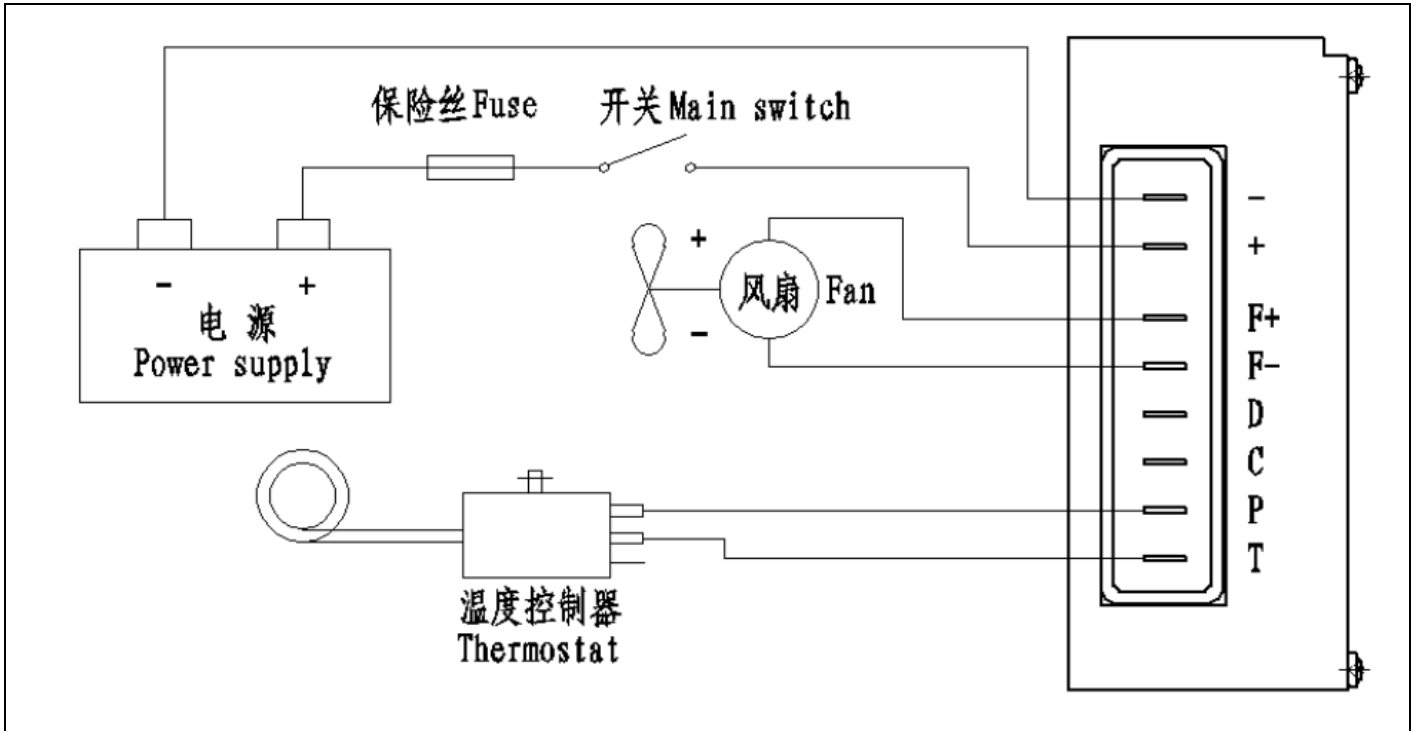 保险丝Fuse
开关Main switch
-
+
+
风扇 Fan
-
- +
电源
Power supply
F+
F-
D
C
P
T
温度控制器
Thermostat